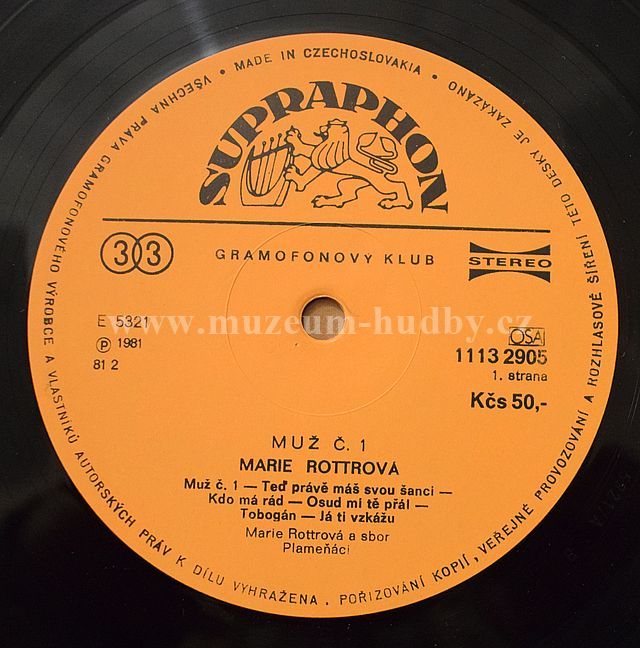 VŠECHNA PRÁVA GRAMOFONOVÉHO VÝROBCE A VLASTNÍKŮ AUTORSKÝCH PRÁV K DÍLU VYHRAŽENA. POŘIZOVÁNÍ KOPIÍ, VEŘEJNÉ PROVOZOVÁNÍ A ROZHLASOVÉ ŠÍŘENÍ TÉTO DESKY JE ZAKÁZÁNO • MADE IN CZECHOSLOVAKIA •
SUPRAPHON
33 GRAMOFONOVÝ KLUB STEREO
www.muzeum-hudby.cz
E 5321
OSA
Ⓟ 1981
1113 2905
81 2
1. strana
Kčs 50,-
MUŽ Č. 1
MARIE ROTTROVÁ
Muž č. 1 — Teď právě máš svou šanci —
Kdo má rád — Osud mi tě přál —
Tobogán — Já ti vzkážu
Marie Rottrová a sbor
Plameňáci